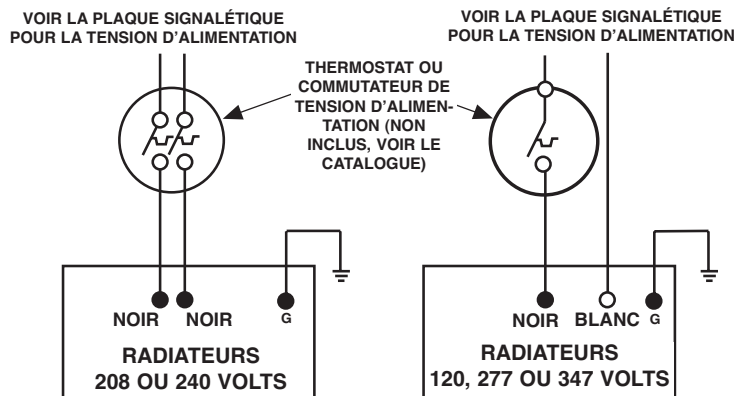 VOIR LA PLAQUE SIGNALÉTIQUE
POUR LA TENSION D'ALIMENTATION
VOIR LA PLAQUE SIGNALÉTIQUE
POUR LA TENSION D'ALIMENTATION
THERMOSTAT OU
COMMUTATEUR DE
TENSION D'ALIMEN-
TATION (NON
INCLUS, VOIR LE
CATALOGUE)
NOIR NOIR G
RADIATEURS
208 OU 240 VOLTS
NOIR BLANC G
RADIATEURS
120, 277 OU 347 VOLTS